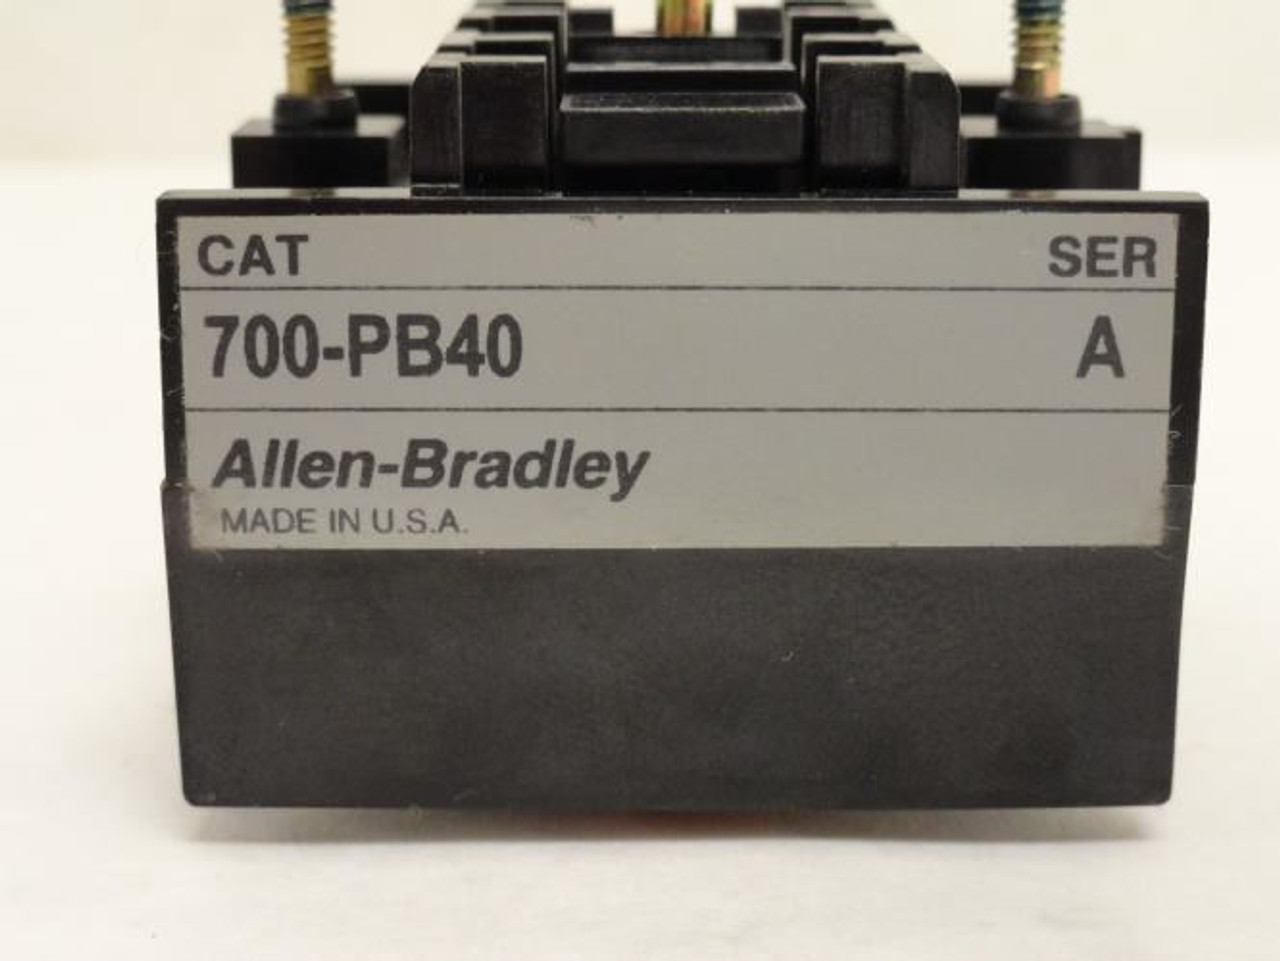 CAT SER
700-PB40 A
Allen-Bradley
MADE IN U.S.A.